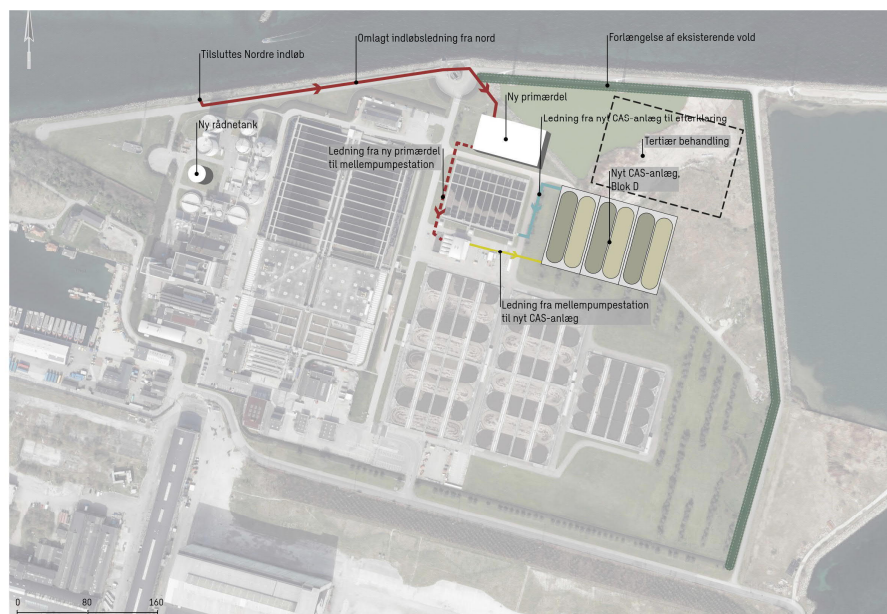 Omlagt indløbsledning fra nord
Forlængelse af eksisterende vold
Tilsluttes Nordre indløb
Ny primærdel
Ledning fra nyt CAS-anlæg til efterklaring
Ny rådnetank
Tertiær behandling
Ledning fra ny primærdel
til mellempumpestation
Nyt CAS-anlæg,
Blok D
Ledning fra mellempumpestation
til nyt CAS-anlæg
0 80 160